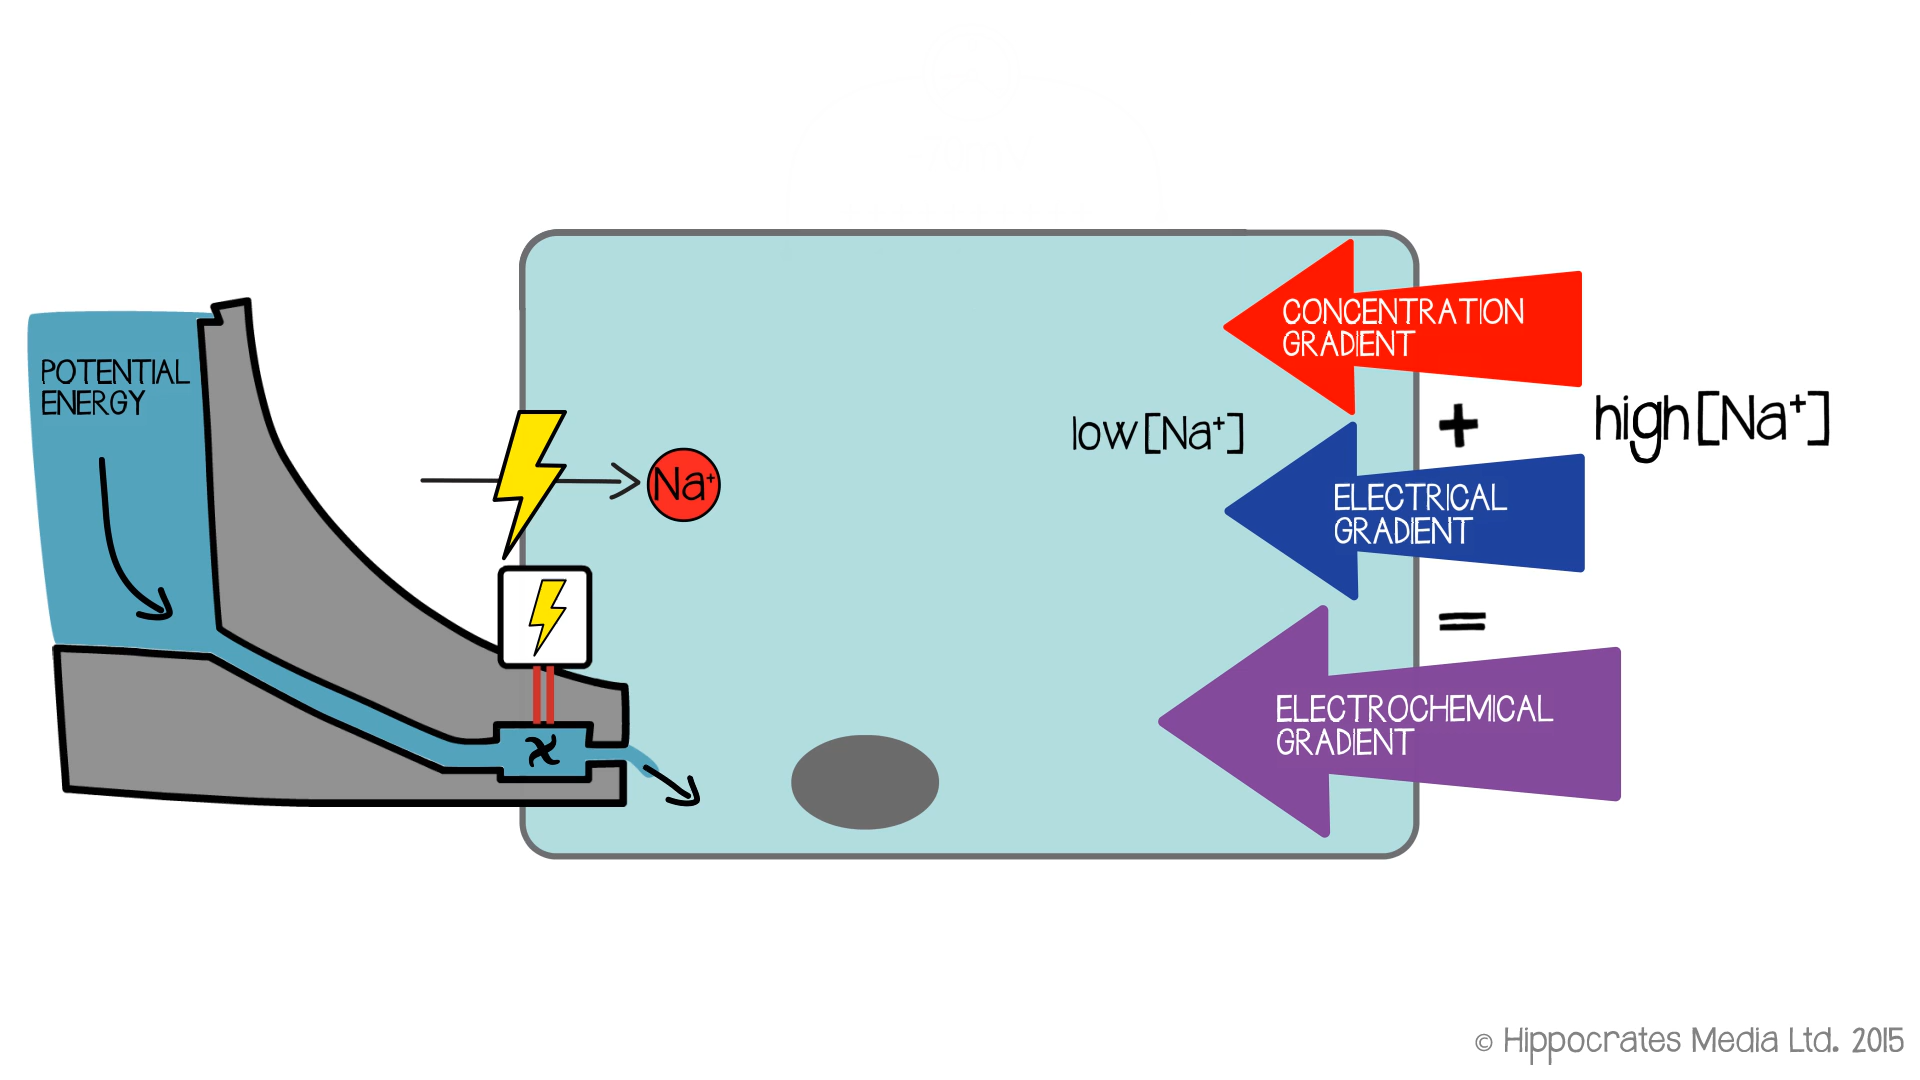 POTENTIAL
ENERGY
Na⁺
low[Na⁺]
CONCENTRATION
GRADIENT
+
high[Na⁺]
ELECTRICAL
GRADIENT
=
ELECTROCHEMICAL
GRADIENT
© Hippocrates Media Ltd. 2015